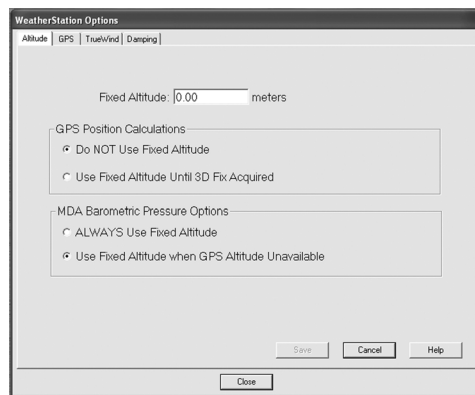 WeatherStation Options
Altitude GPS TrueWind Damping
Fixed Altitude: 0.00 meters
GPS Position Calculations
Do NOT Use Fixed Altitude
Use Fixed Altitude Until 3D Fix Acquired
MDA Barometric Pressure Options
ALWAYS Use Fixed Altitude
Use Fixed Altitude when GPS Altitude Unavailable
Save Cancel Help
Close